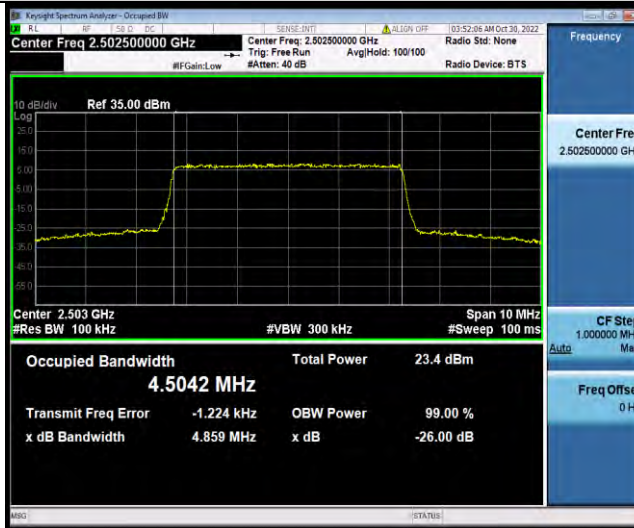 Keysight Spectrum Analyzer - Occupied BW
RL RF 50 Ω DC SENSE:INT ALIGN OFF 03:52:06 AM Oct 30, 2022
Center Freq 2.502500000 GHz Center Freq: 2.502500000 GHz Radio Std: None Frequency
Trig: Free Run Avg|Hold: 100/100
#IFGain:Low #Atten: 40 dB Radio Device: BTS
10 dB/div Ref 35.00 dBm
Log
25.0
15.0
5.00
-5.00
-15.0
-25.0
-35.0
-45.0
-55.0
Center Fre
2.502500000 GH
Center 2.503 GHz Span 10 MHz
#Res BW 100 kHz #VBW 300 kHz #Sweep 100 ms
CF Ste
1.000000 MH
Auto Ma
Occupied Bandwidth Total Power 23.4 dBm
4.5042 MHz
Transmit Freq Error -1.224 kHz OBW Power 99.00 %
x dB Bandwidth 4.859 MHz x dB -26.00 dB
Freq Offse
0 H
MSG STATUS